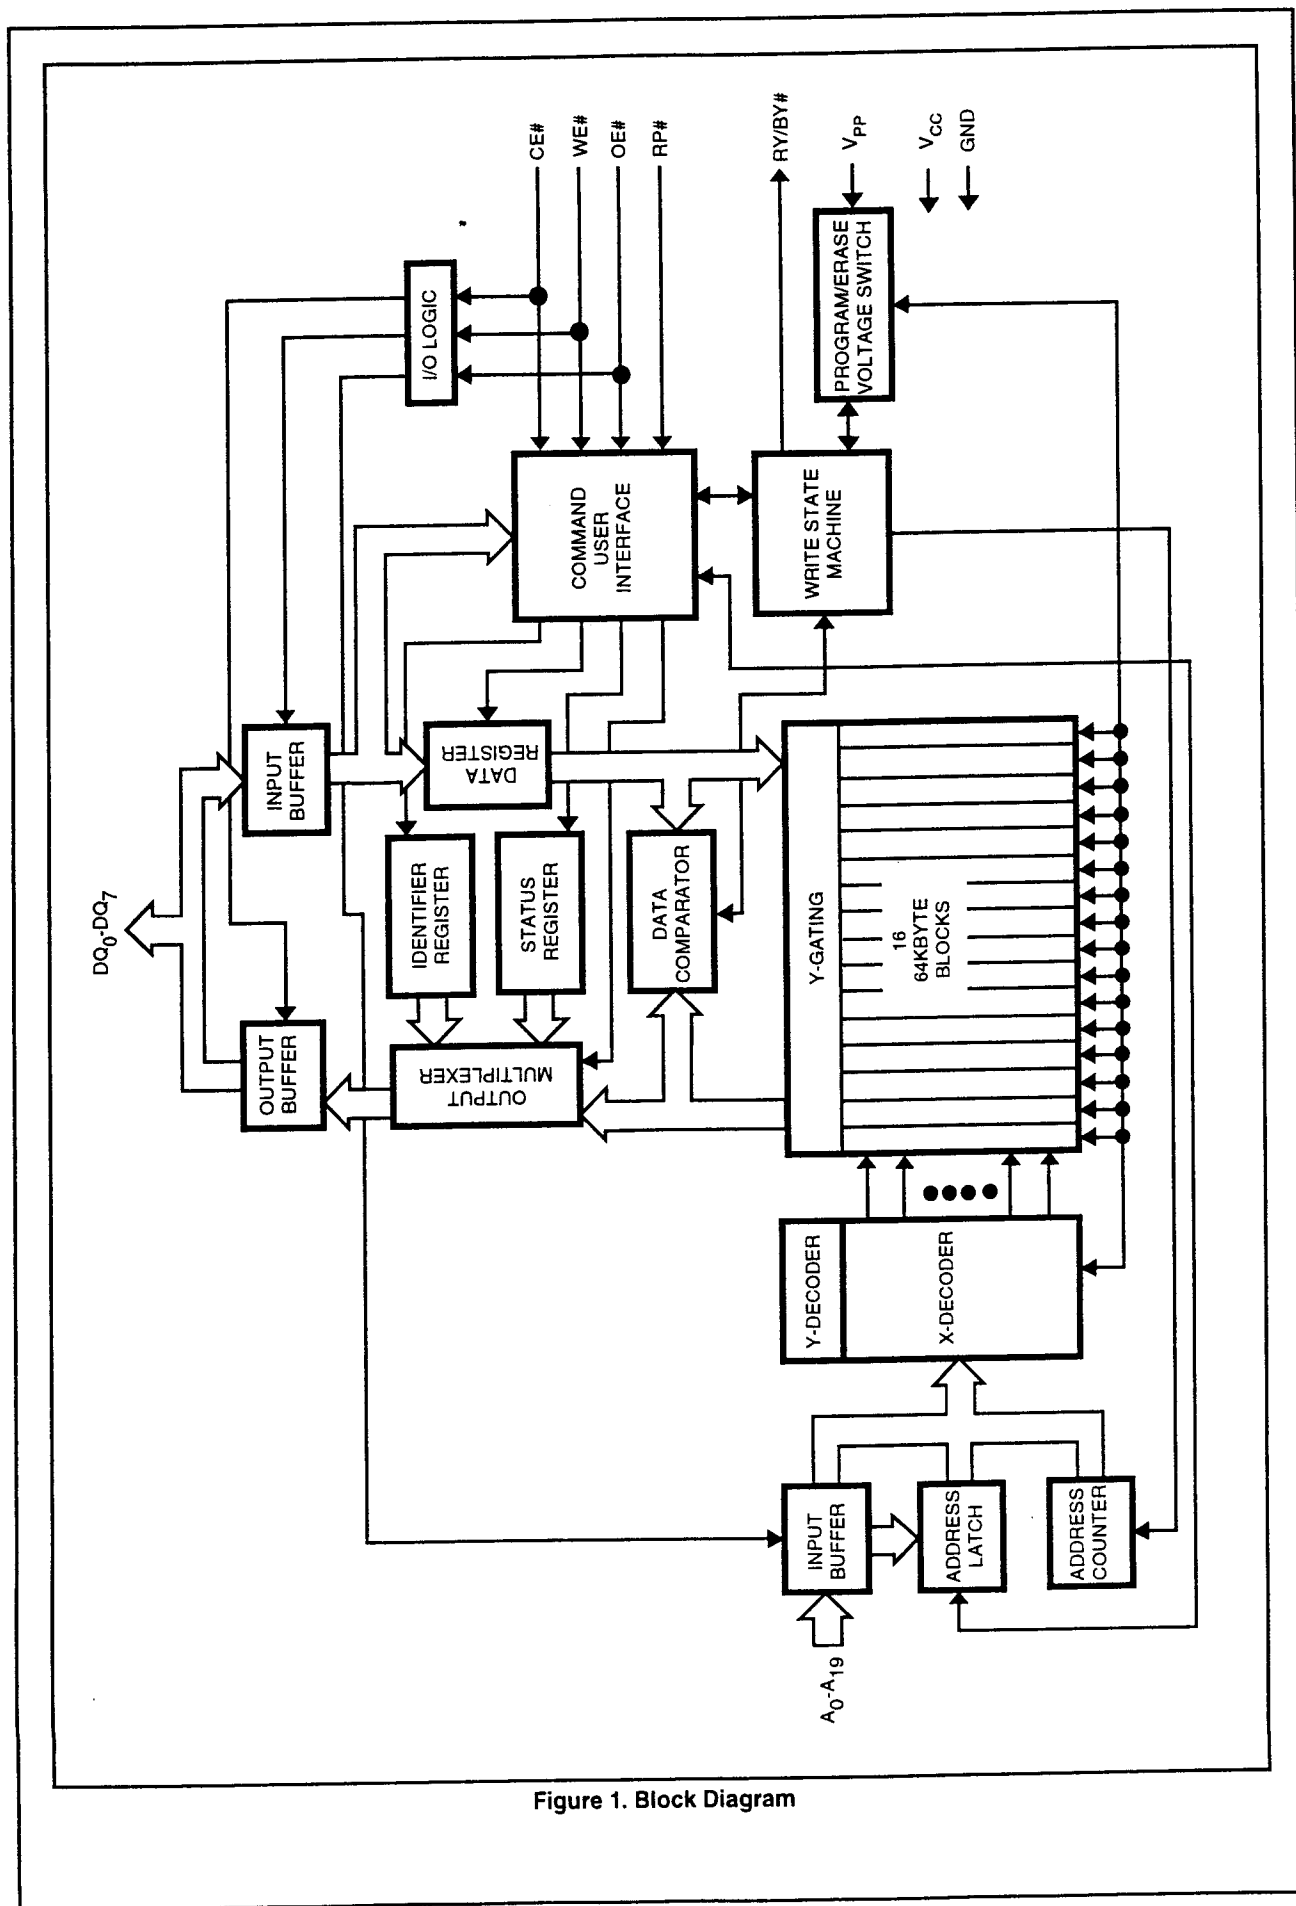 DQ0-DQ7
OUTPUT
BUFFER
INPUT
BUFFER
I/O LOGIC
CE#
WE#
OE#
RP#
IDENTIFIER
REGISTER
STATUS
REGISTER
DATA
REGISTER
OUTPUT
MULTIPLEXER
COMMAND
USER
INTERFACE
DATA
COMPARATOR
RY/BY#
WRITE STATE
MACHINE
PROGRAM/ERASE
VOLTAGE SWITCH
VPP
VCC
GND
Y-GATING
16
64KBYTE
BLOCKS
Y-DECODER
X-DECODER
A0-A19
INPUT
BUFFER
ADDRESS
LATCH
ADDRESS
COUNTER
Figure 1. Block Diagram